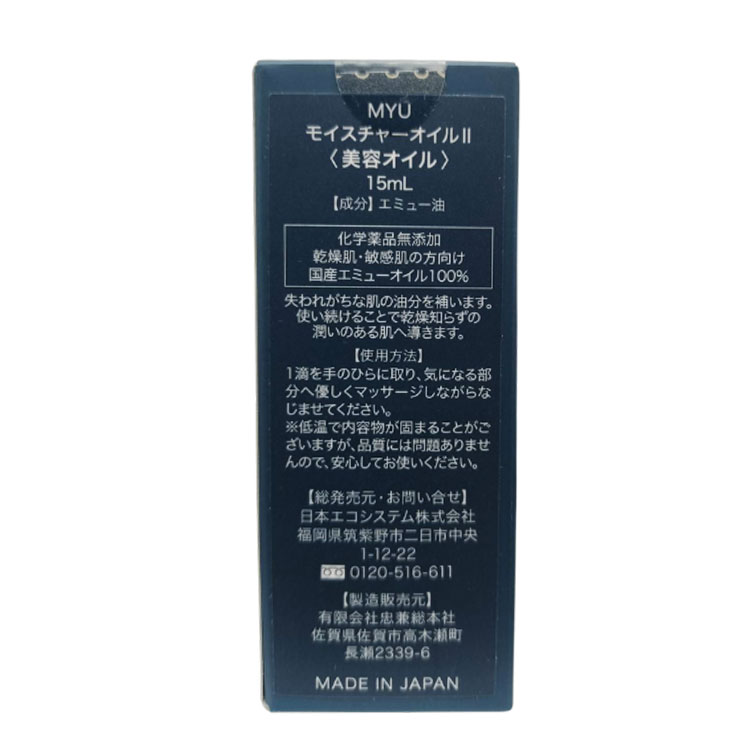 MYU
モイスチャーオイルⅡ
〈美容オイル〉
15mL
【成分】エミュー油
化学薬品無添加
乾燥肌・敏感肌の方向け
国産エミューオイル100%
失われがちな肌の油分を補います。
使い続けることで乾燥知らずの
潤いのある肌へ導きます。
【使用方法】
1滴を手のひらに取り、気になる部
分へ優しくマッサージしながらな
じませてください。
※低温で内容物が固まることがご
ざいますが、品質には問題ありませ
んので、安心してお使いください。
【総発売元・お問い合せ】
日本エコシステム株式会社
福岡県筑紫野市二日市中央
1-12-22
0120-516-611
【製造販売元】
有限会社忠兼総本社
佐賀県佐賀市高木瀬町
長瀬2339-6
MADE IN JAPAN